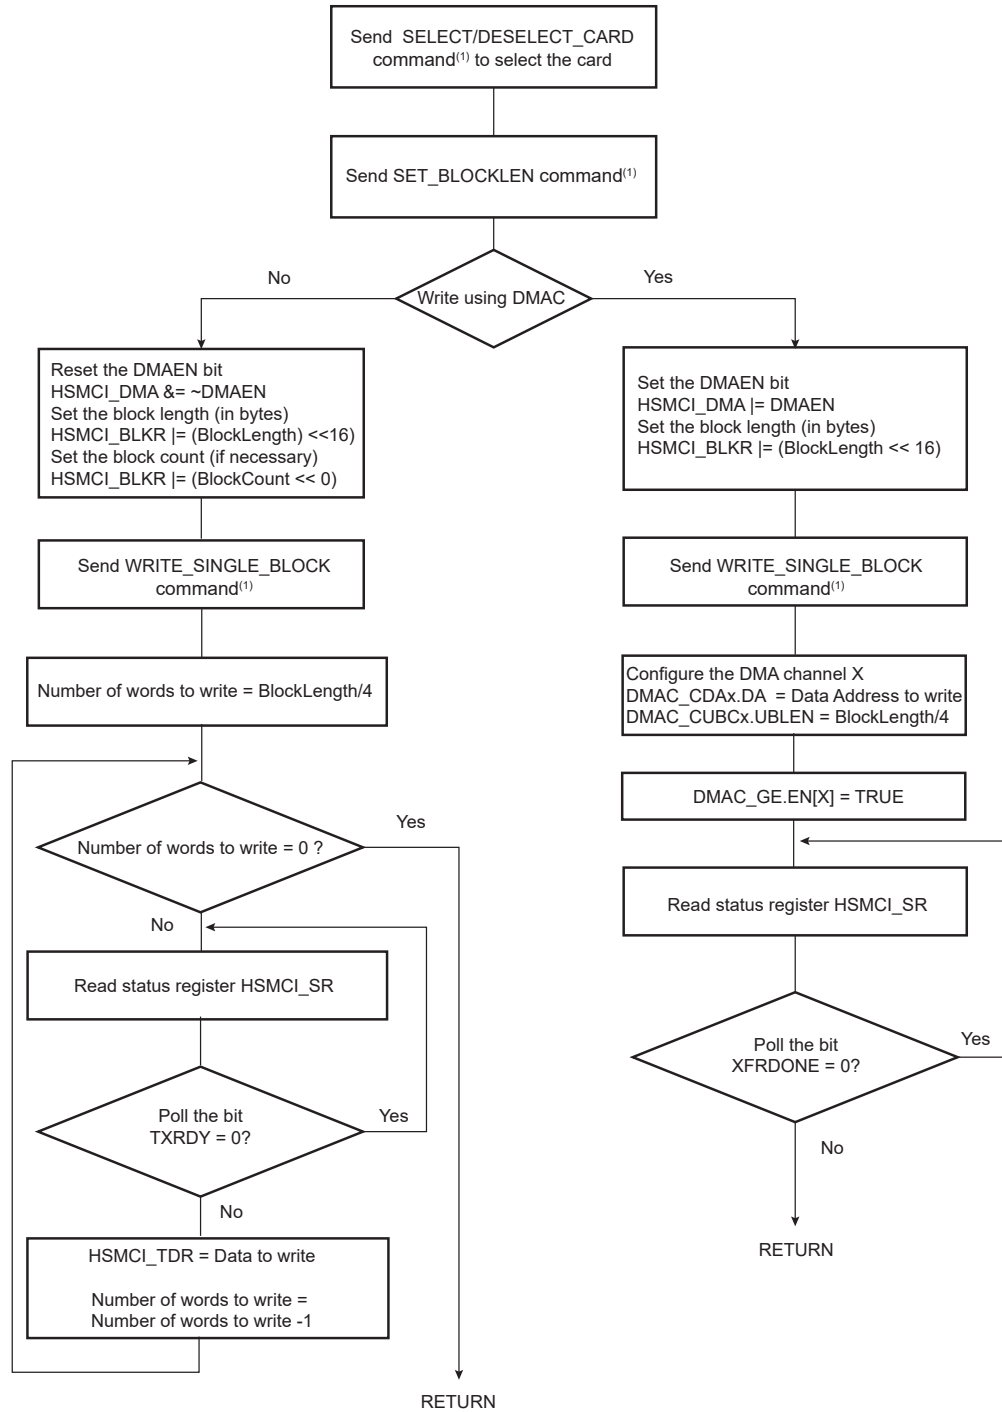 Send SELECT/DESELECT_CARD
command(1) to select the card
Send SET_BLOCKLEN command(1)
Write using DMAC
No
Yes
Reset the DMAEN bit
HSMCI_DMA &= ~DMAEN
Set the block length (in bytes)
HSMCI_BLKR |= (BlockLength) <<16)
Set the block count (if necessary)
HSMCI_BLKR |= (BlockCount << 0)
Send WRITE_SINGLE_BLOCK
command(1)
Number of words to write = BlockLength/4
Number of words to write = 0 ?
Yes
No
Read status register HSMCI_SR
Poll the bit
TXRDY = 0?
Yes
No
HSMCI_TDR = Data to write
Number of words to write =
Number of words to write -1
RETURN
Set the DMAEN bit
HSMCI_DMA |= DMAEN
Set the block length (in bytes)
HSMCI_BLKR |= (BlockLength << 16)
Send WRITE_SINGLE_BLOCK
command(1)
Configure the DMA channel X
DMAC_CDAx.DA = Data Address to write
DMAC_CUBCx.UBLEN = BlockLength/4
DMAC_GE.EN[X] = TRUE
Read status register HSMCI_SR
Poll the bit
XFRDONE = 0?
Yes
No
RETURN